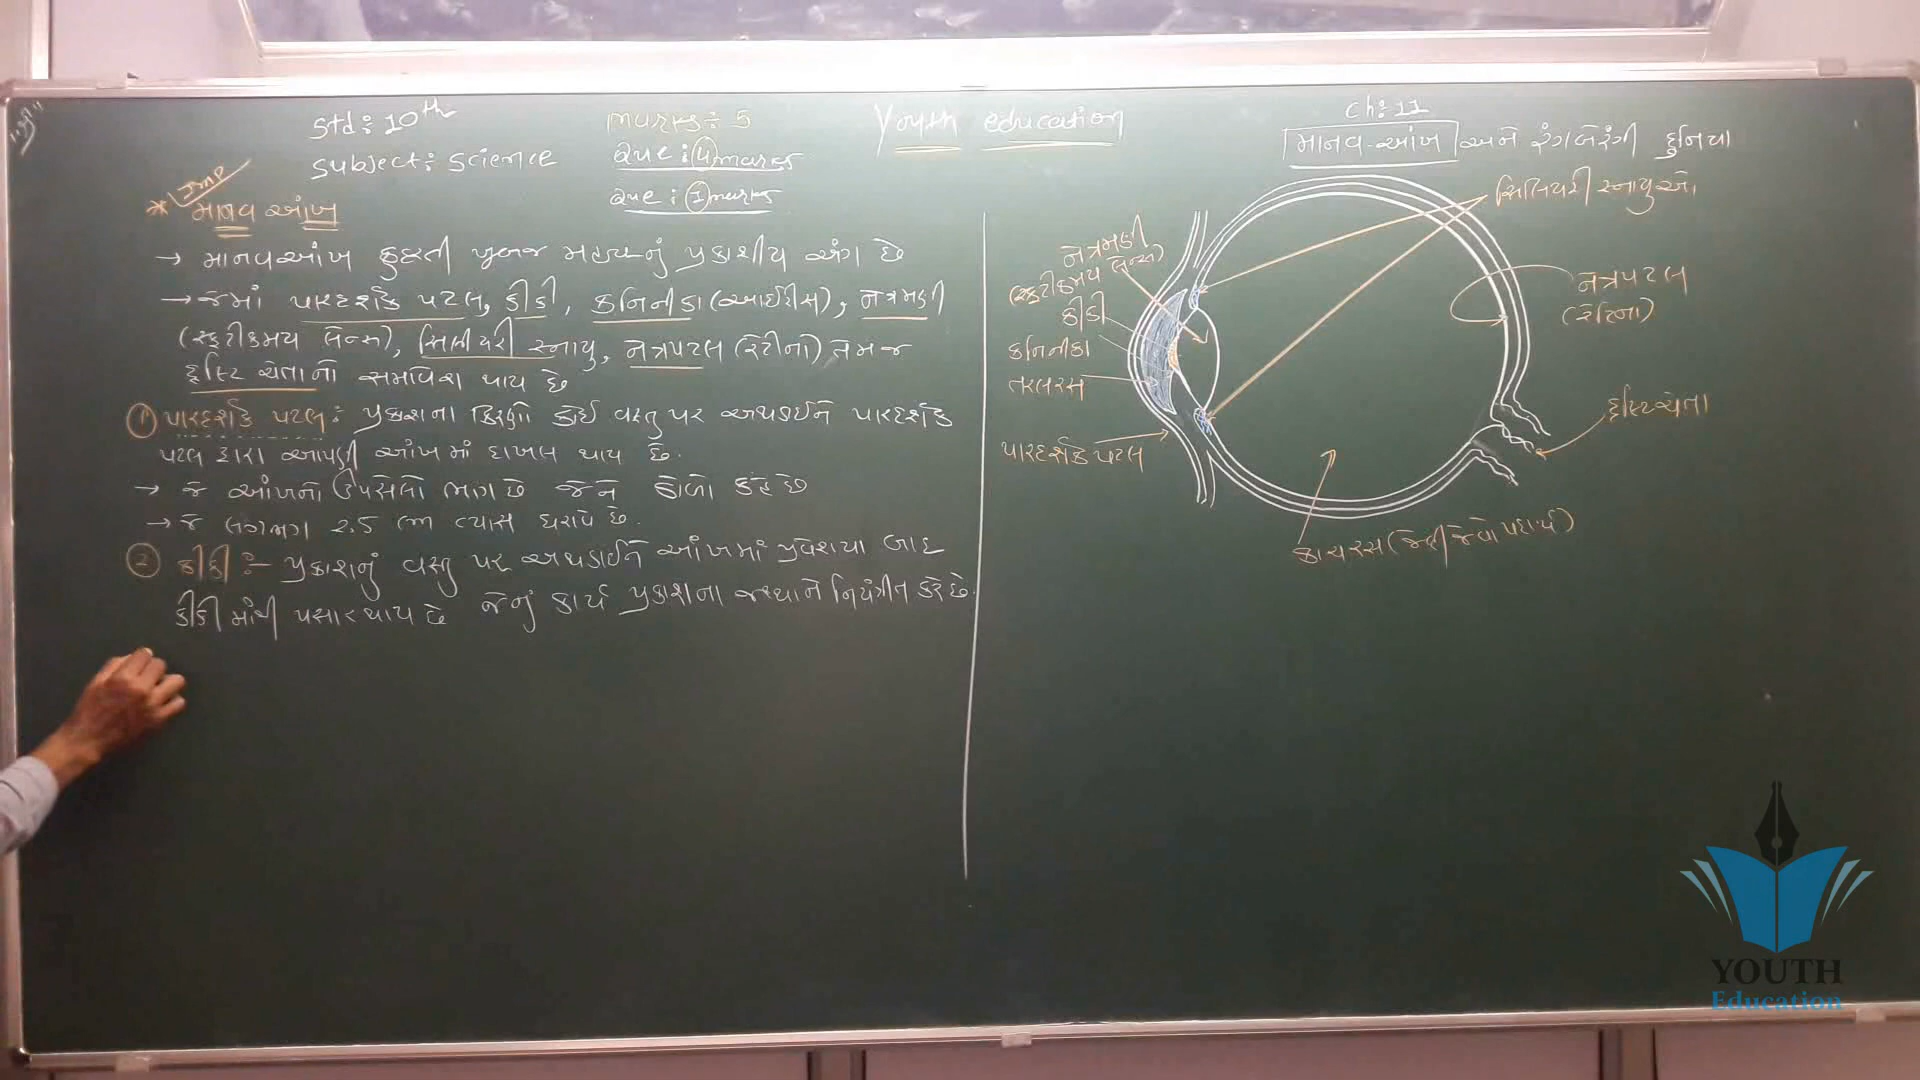 Std: 10th
Subject: Science
Marks: 5
Que: 4 marks
Que: 1 marks
Youth education
Ch: 11
માનવ-આંખ અને રંગબેરંગી દુનિયા
Imp
* માનવ આંખ
→ માનવઆંખ કુદરતી ખૂબજ મહત્વનું પ્રકાશીય અંગ છે
→ જેમાં પારદર્શક પટલ, કીકી, કનિનીકા (આઈરીસ), નેત્રમણી
(સ્ફટીકમય લેન્સ), સિલીયરી સ્નાયુ, નેત્રપટલ (રેટીના) તેમજ
દ્રષ્ટિ ચેતાનો સમાવેશ થાય છે
① પારદર્શક પટલ: પ્રકાશના કિરણો કોઈ વસ્તુ પર અથડાઈને પારદર્શક
પટલ દ્વારા આપણી આંખમાં દાખલ થાય છે.
→ જે આંખનો ઉપસેલો ભાગ છે જેને ડોળો કહે છે
→ જે લગભગ 2.5 cm વ્યાસ ધરાવે છે.
② કીકી :- પ્રકાશનું વસ્તુ પર અથડાઈને આંખમાં પ્રવેશયા બાદ
કીકી માંથી પસાર થાય છે જેનું કાર્ય પ્રકાશના જથ્થાને નિયંત્રીત કરે છે.
સિલિયરી સ્નાયુઓ
નેત્રમણી
(સ્ફટીકમય લેન્સ)
કીકી
કનિનીકા
તરલરસ
પારદર્શક પટલ
નેત્રપટલ
(રેટિના)
દ્રષ્ટિચેતા
કાચરસ (જેલી જેવો પદાર્થ)
YOUTH
Education